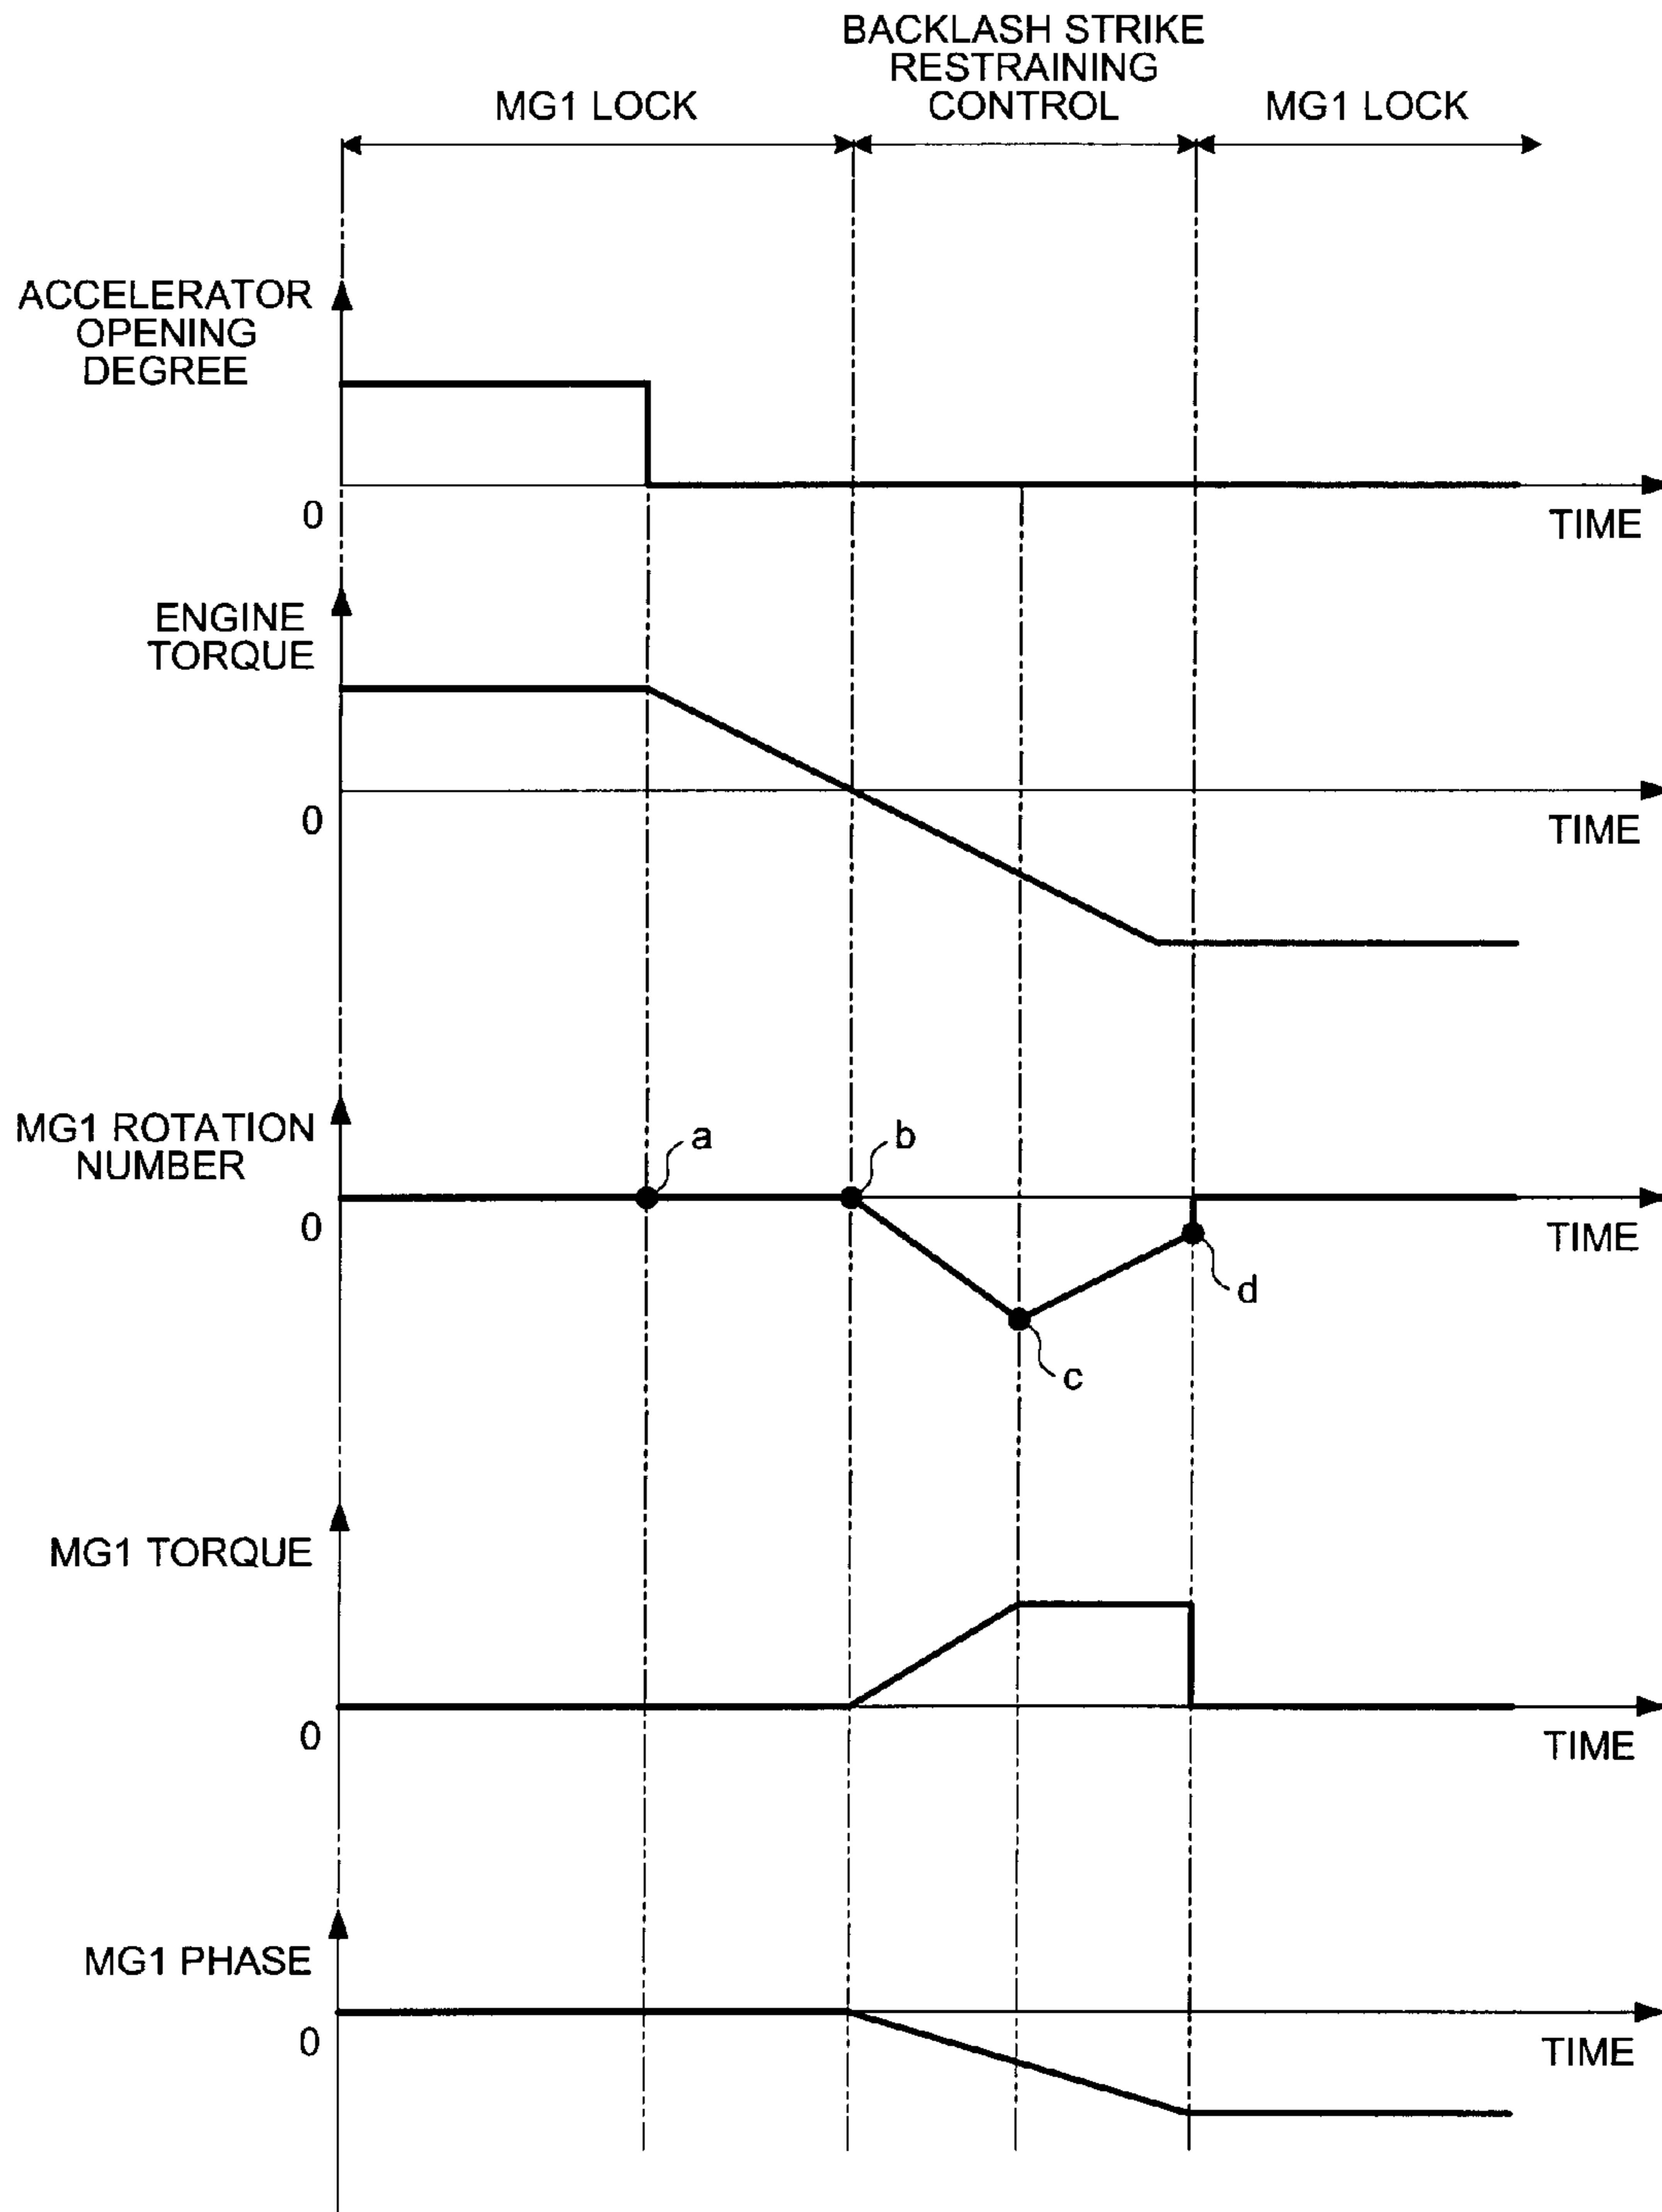 BACKLASH STRIKE
RESTRAINING
CONTROL
MG1 LOCK
MG1 LOCK
ACCELERATOR
OPENING
DEGREE
0
TIME
ENGINE
TORQUE
0
TIME
MG1 ROTATION
NUMBER
a
b
0
TIME
d
c
MG1 TORQUE
0
TIME
MG1 PHASE
0
TIME